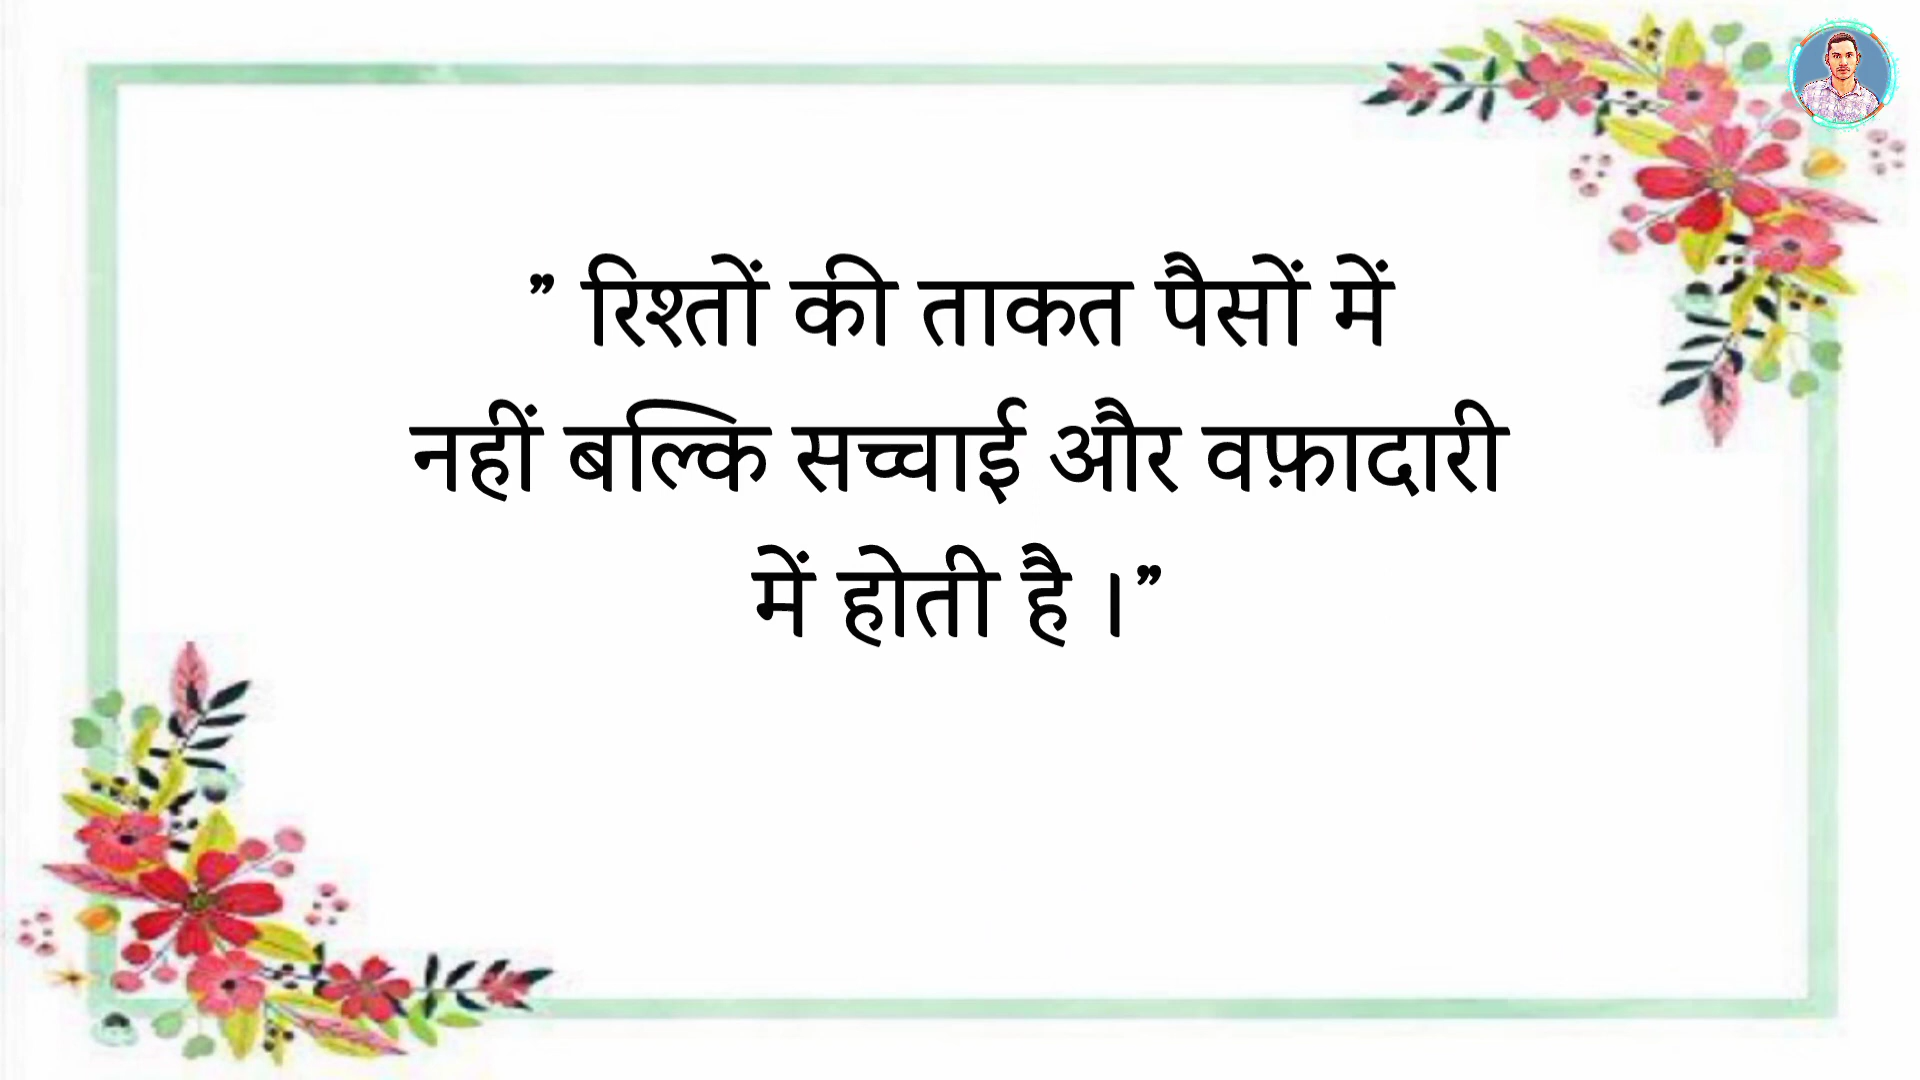 ” रिश्तों की ताकत पैसों में
नहीं बल्कि सच्चाई और वफ़ादारी
में होती है ।”